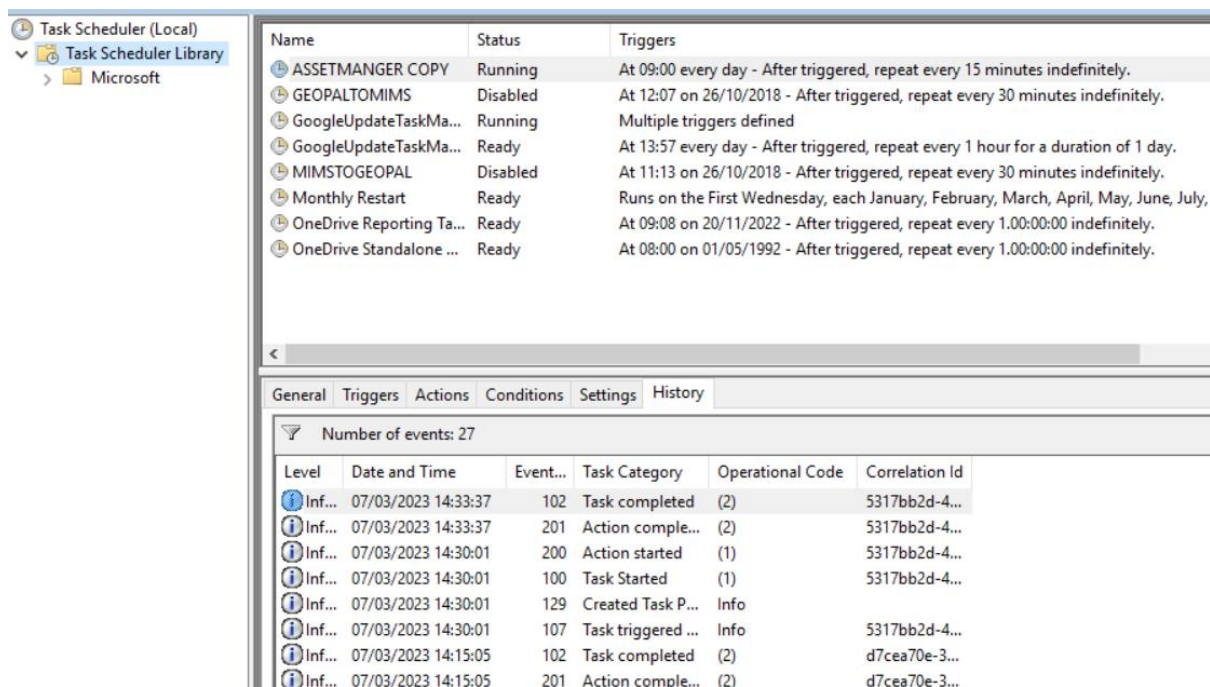 Task Scheduler (Local)
Task Scheduler Library
Microsoft
Name Status Triggers
ASSETMANGER COPY Running At 09:00 every day - After triggered, repeat every 15 minutes indefinitely.
GEOPALTOMIMS Disabled At 12:07 on 26/10/2018 - After triggered, repeat every 30 minutes indefinitely.
GoogleUpdateTaskMa... Running Multiple triggers defined
GoogleUpdateTaskMa... Ready At 13:57 every day - After triggered, repeat every 1 hour for a duration of 1 day.
MIMSTOGEOPAL Disabled At 11:13 on 26/10/2018 - After triggered, repeat every 30 minutes indefinitely.
Monthly Restart Ready Runs on the First Wednesday, each January, February, March, April, May, June, July,
OneDrive Reporting Ta... Ready At 09:08 on 20/11/2022 - After triggered, repeat every 1.00:00:00 indefinitely.
OneDrive Standalone ... Ready At 08:00 on 01/05/1992 - After triggered, repeat every 1.00:00:00 indefinitely.
General Triggers Actions Conditions Settings History
Number of events: 27
Level Date and Time Event... Task Category Operational Code Correlation Id
Inf... 07/03/2023 14:33:37 102 Task completed (2) 5317bb2d-4...
Inf... 07/03/2023 14:33:37 201 Action comple... (2) 5317bb2d-4...
Inf... 07/03/2023 14:30:01 200 Action started (1) 5317bb2d-4...
Inf... 07/03/2023 14:30:01 100 Task Started (1) 5317bb2d-4...
Inf... 07/03/2023 14:30:01 129 Created Task P... Info
Inf... 07/03/2023 14:30:01 107 Task triggered ... Info 5317bb2d-4...
Inf... 07/03/2023 14:15:05 102 Task completed (2) d7cea70e-3...
Inf... 07/03/2023 14:15:05 201 Action comple... (2) d7cea70e-3...